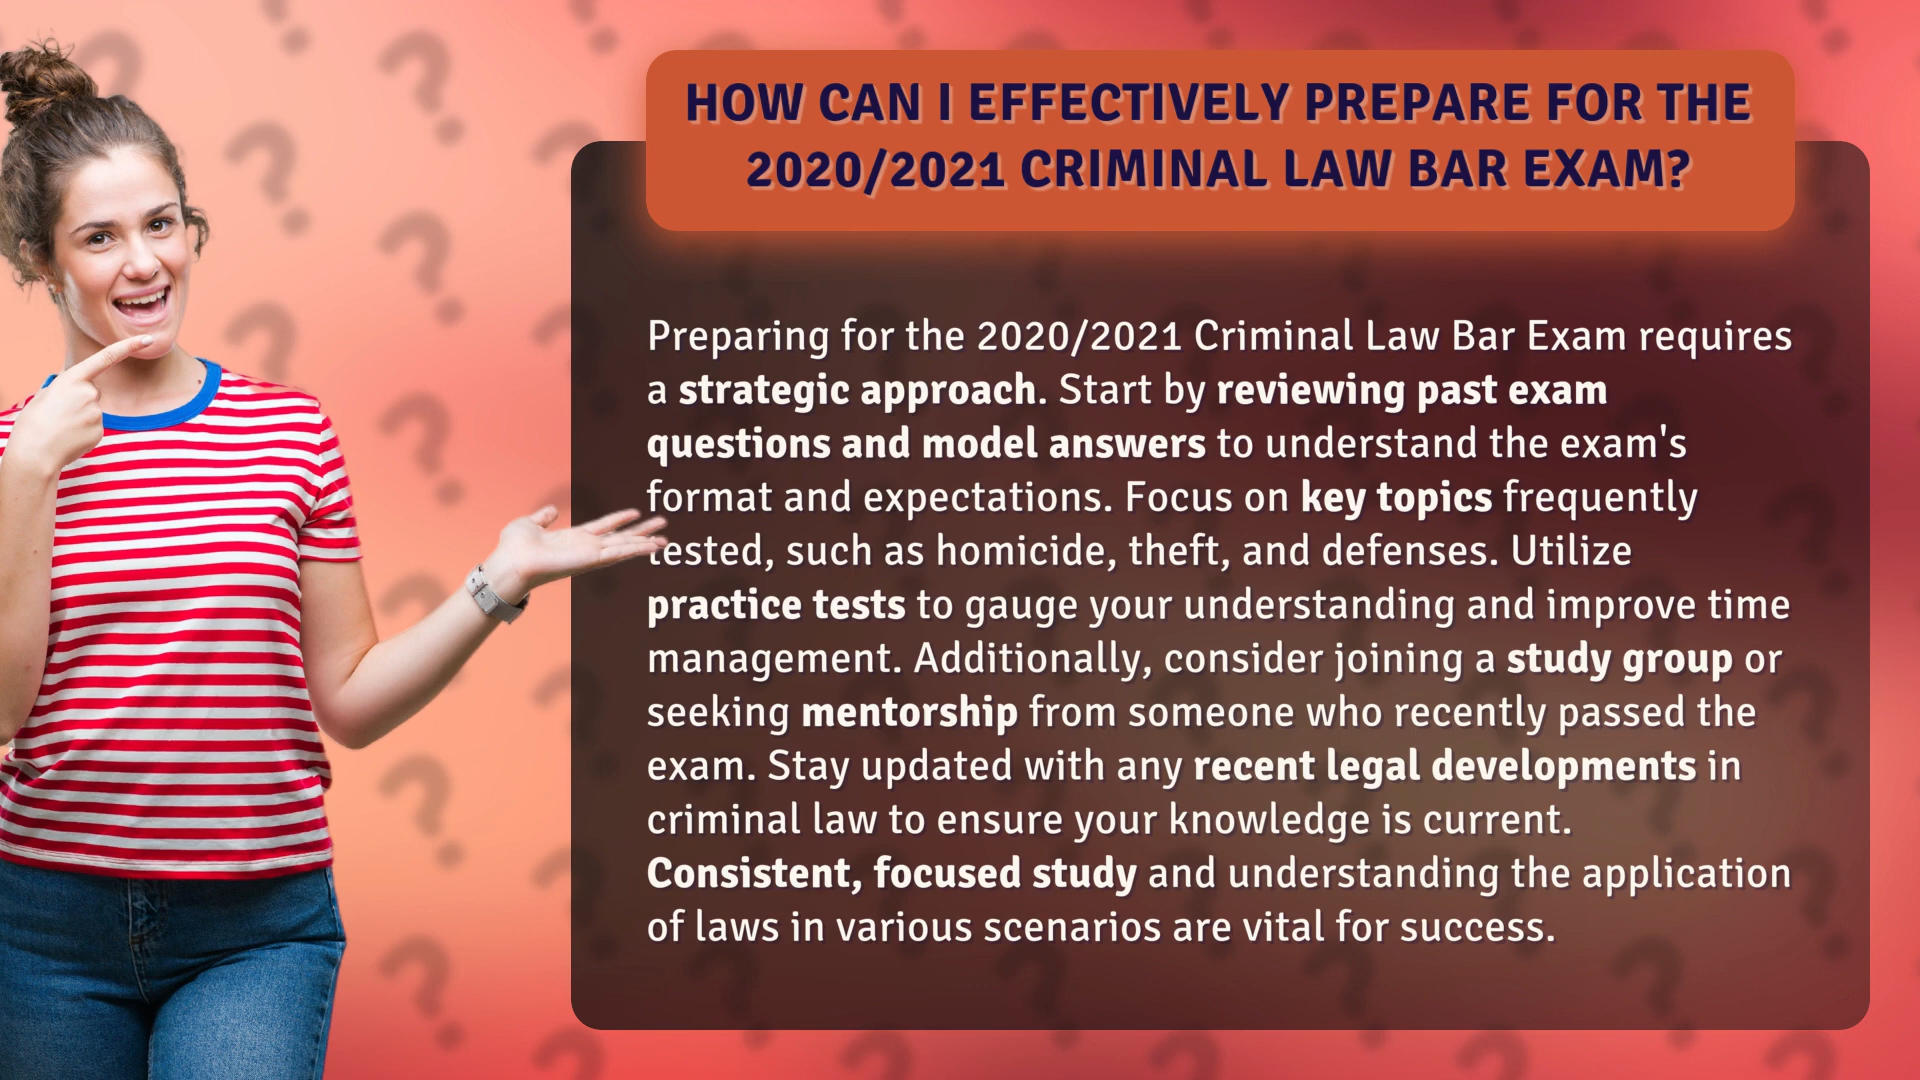 HOW CAN I EFFECTIVELY PREPARE FOR THE
2020/2021 CRIMINAL LAW BAR EXAM?
Preparing for the 2020/2021 Criminal Law Bar Exam requires
a strategic approach. Start by reviewing past exam
questions and model answers to understand the exam's
format and expectations. Focus on key topics frequently
tested, such as homicide, theft, and defenses. Utilize
practice tests to gauge your understanding and improve time
management. Additionally, consider joining a study group or
seeking mentorship from someone who recently passed the
exam. Stay updated with any recent legal developments in
criminal law to ensure your knowledge is current.
Consistent, focused study and understanding the application
of laws in various scenarios are vital for success.